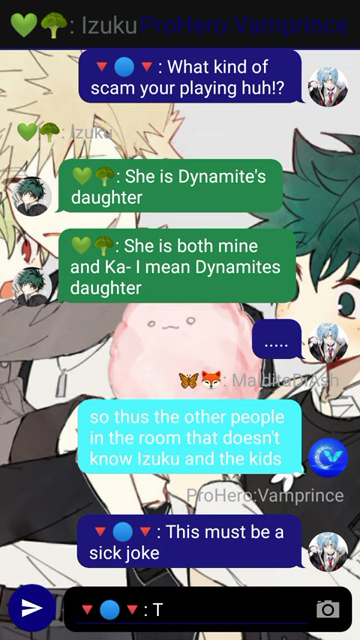 💚🥦: Izuku ProHero:Vamprince
🔻🔵🔻: What kind of
scam your playing huh!?
💚🥦: Izuku
💚🥦: She is Dynamite's
daughter
💚🥦: She is both mine
and Ka- I mean Dynamites
daughter
.....
🦋🦊: MalditaDrAsh
so thus the other people
in the room that doesn't
know Izuku and the kids
ProHero:Vamprince
🔻🔵🔻: This must be a
sick joke
🔻🔵🔻: T